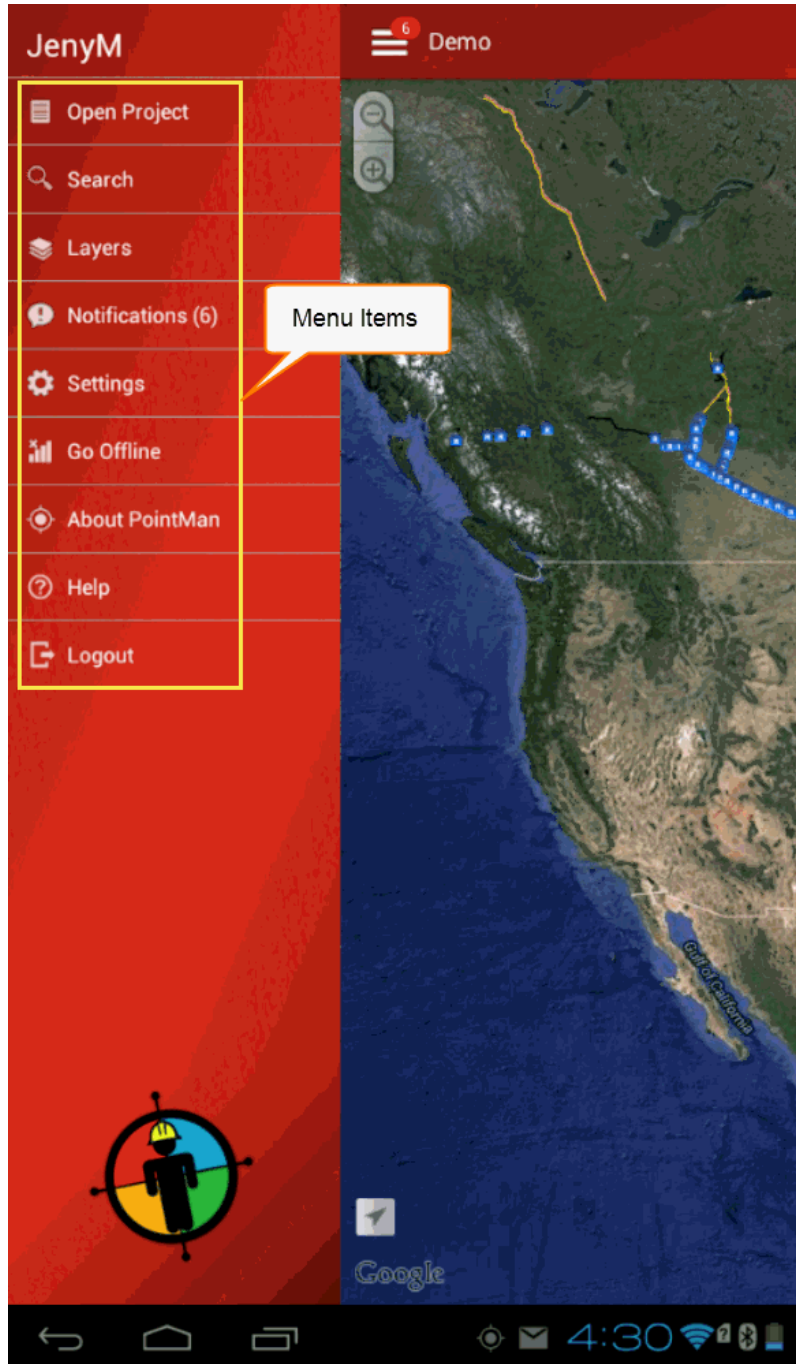 JenyM
6
Demo
Open Project
Search
Layers
Notifications (6)
Menu Items
Settings
Go Offline
About PointMan
Help
Logout
Gulf of California
Google
4:30